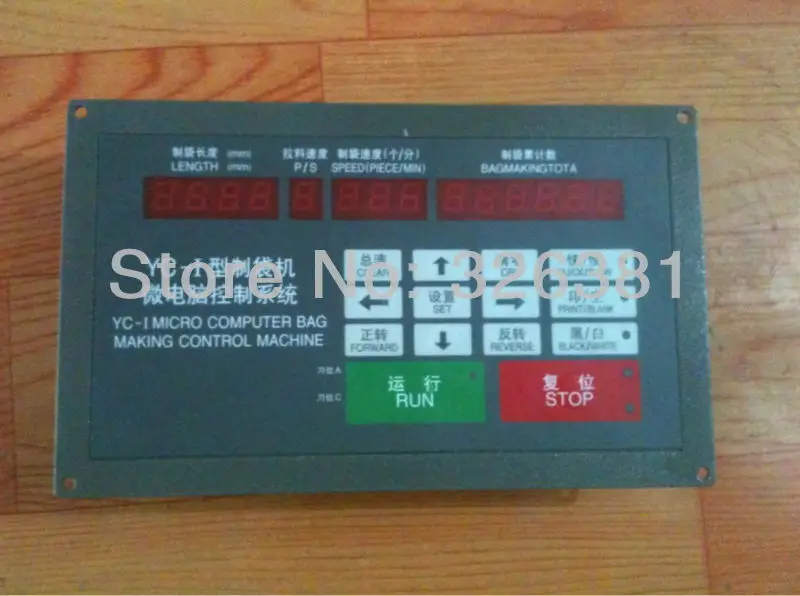 制袋长度 (mm) 拉料速度 制袋速度(个/分) 制袋累计数
LENGTH (mm) P/S SPEED(PIECE/MIN) BAGMAKINGTOTA
总清 ↑
CLEAR
YC-I型制袋机
Store No: 326381
← 设置 →
SET PRINT/BLANK
微电脑控制系统
YC-I MICRO COMPUTER BAG
MAKING CONTROL MACHINE
正转 ↓ 反转 黑/白
FORWARD REVERSE BLACK/WHITE
刀位A
运行 复位
RUN STOP
刀位C